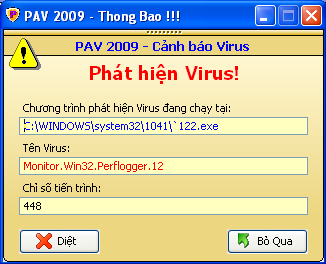 PAV 2009 - Thong Bao !!!
PAV 2009 - Cảnh báo Virus
Phát hiện Virus!
Chương trình phát hiện Virus đang chạy tại:
C:\WINDOWS\system32\1041\`122.exe
Tên Virus:
Monitor.Win32.Perflogger.12
Chỉ số tiến trình:
448
Diệt
Bỏ Qua